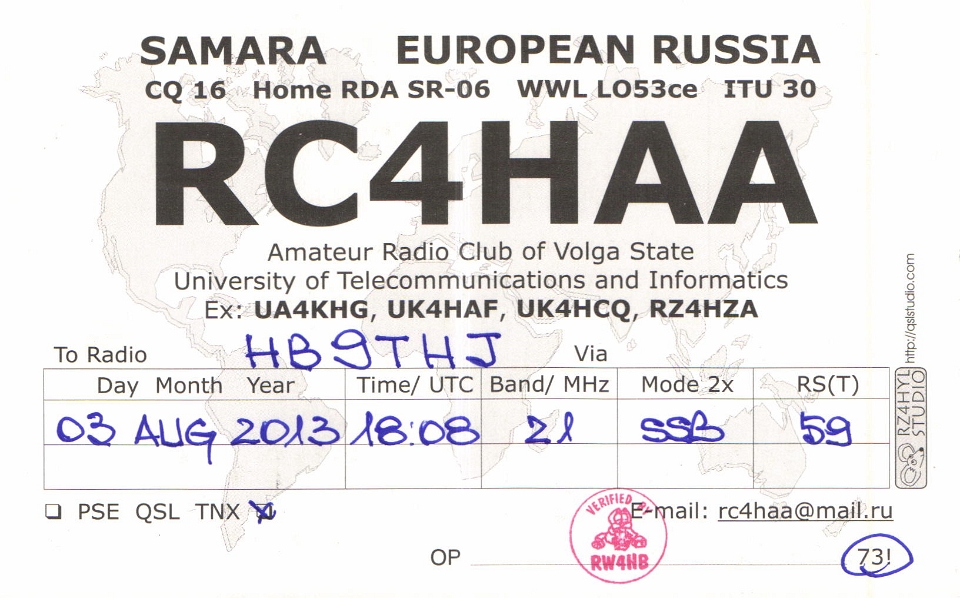 SAMARA EUROPEAN RUSSIA
CQ 16 Home RDA SR-06 WWL LO53ce ITU 30
RC4HAA
Amateur Radio Club of Volga State
University of Telecommunications and Informatics
Ex: UA4KHG, UK4HAF, UK4HCQ, RZ4HZA
To Radio HB9THJ Via
Day Month Year Time/ UTC Band/ MHz Mode 2x RS(T)
03 AUG 2013 18:08 21 SSB 59
❑ PSE QSL TNX ☒ E-mail: rc4haa@mail.ru
VERIFIED BY
RW4NB
OP 73!
http://qslstudio.com
RZ4HYL
STUDIO